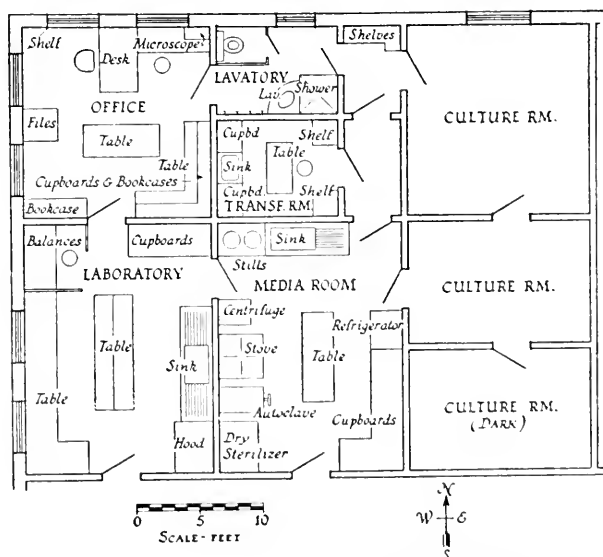 Shelf
Microscope
Desk
OFFICE
Files
Table
Table
Cupboards & Bookcases
Bookcase
LAVATORY
Lav.
Shower
Shelves
Cupbd
Shelf
Table
Sink
Cupbd.
Shelf
TRANSF. RM.
CULTURE RM.
Balances
Cupboards
LABORATORY
Table
Table
Sink
Hood
Stills
Sink
MEDIA ROOM
Centrifuge
Refrigerator
Stove
Table
Autoclave
Cupboards
Dry
Sterilizer
CULTURE RM.
CULTURE RM.
(DARK)
0 5 10
SCALE-FEET
N
W E
S